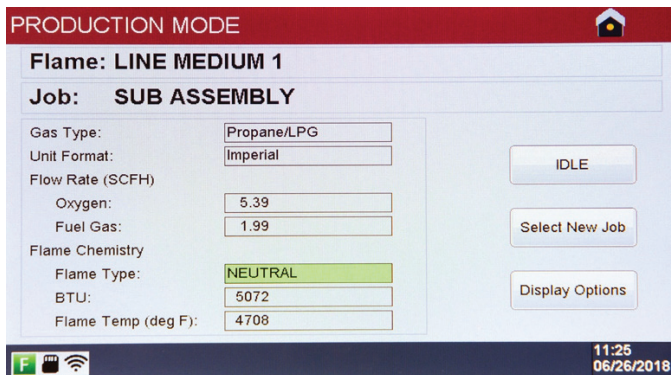 PRODUCTION MODE
Flame: LINE MEDIUM 1
Job: SUB ASSEMBLY
Gas Type: Propane/LPG
Unit Format: Imperial
IDLE
Flow Rate (SCFH)
Oxygen: 5.39
Fuel Gas: 1.99
Select New Job
Flame Chemistry
Flame Type: NEUTRAL
BTU: 5072
Display Options
Flame Temp (deg F): 4708
F
11:25
06/26/2018